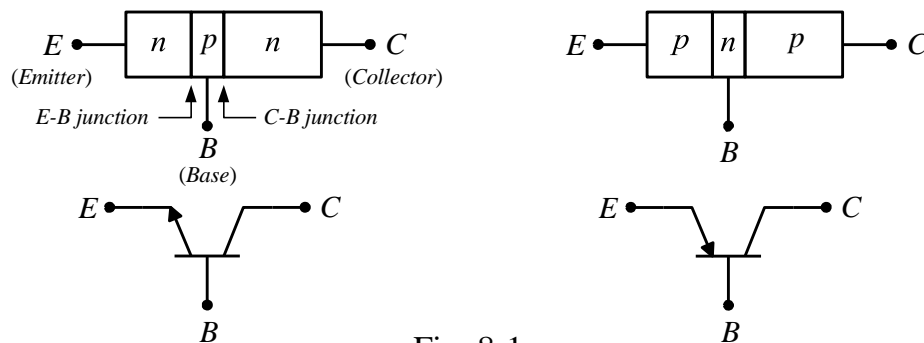 E n p n C
(Emitter) (Collector)
E-B junction C-B junction
B
(Base)
E C
B
E p n p C
B
E C
B
Fig. 8-1